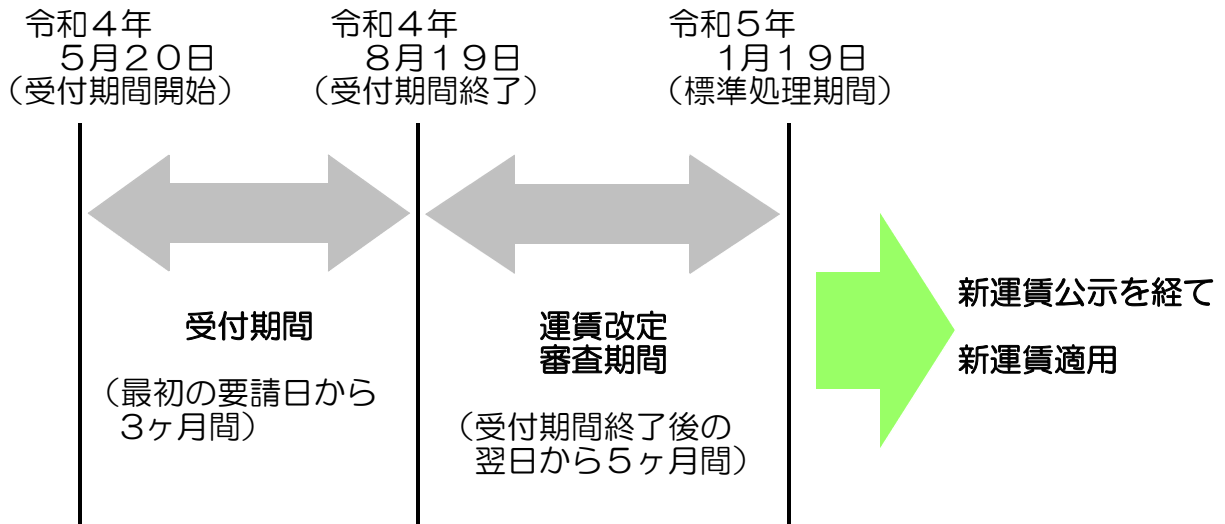 令和４年
５月２０日
（受付期間開始）
令和４年
８月１９日
（受付期間終了）
令和５年
１月１９日
（標準処理期間）
受付期間
（最初の要請日から
３ヶ月間）
運賃改定
審査期間
（受付期間終了後の
翌日から５ヶ月間）
新運賃公示を経て
新運賃適用